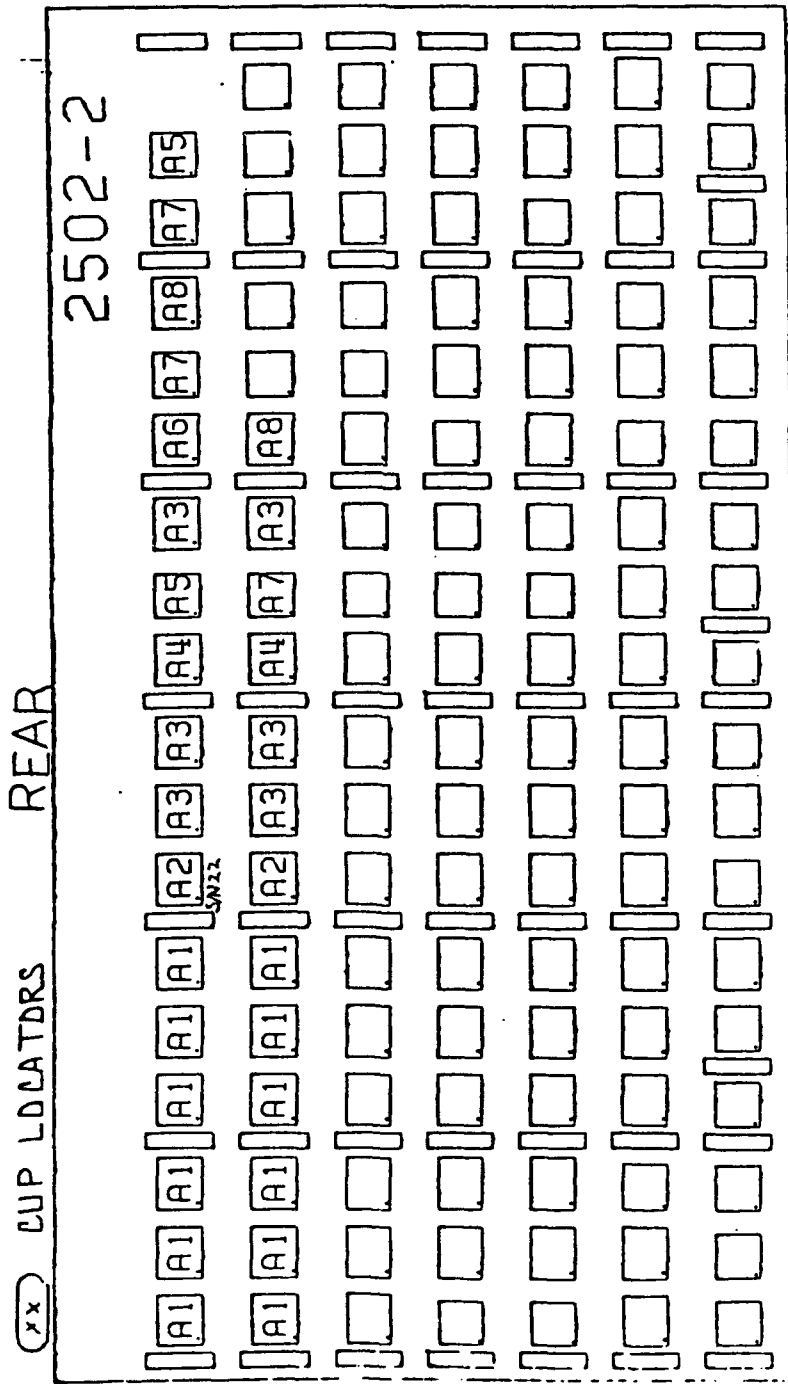 xx CUP LOCATORS REAR
2502-2
A1 A1 A1 A1 A1 A1 A2 A3 A3 A4 A5 A3 A6 A7 A8 A7 A5
S/N22
A1 A1 A1 A1 A1 A1 A2 A3 A3 A4 A7 A3 A8